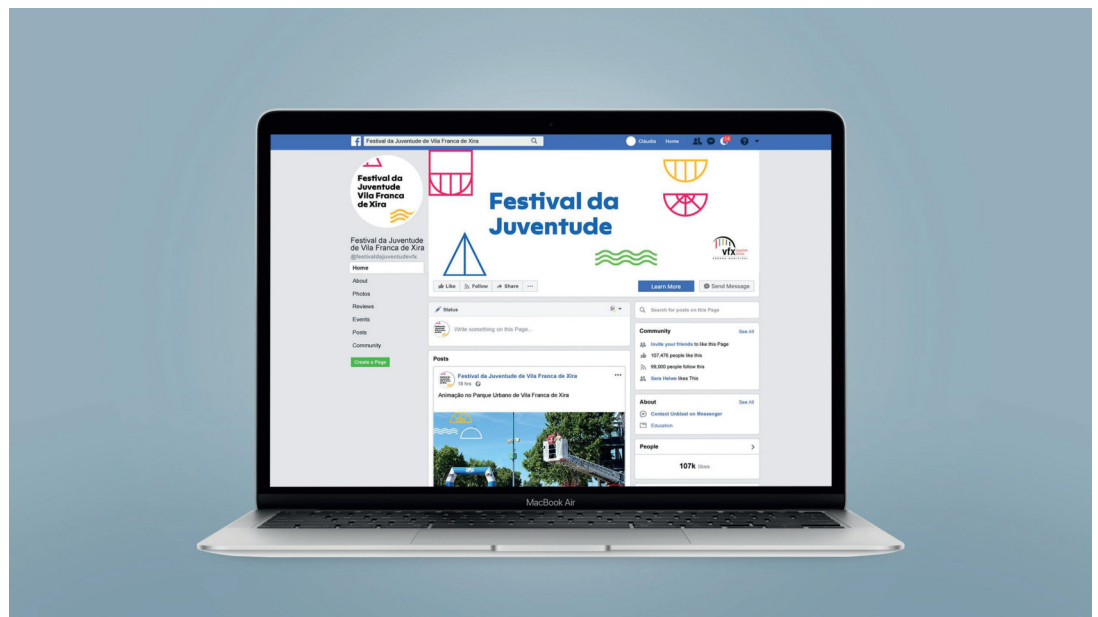 Festival da Juventude de Vila Franca de Xira
Cláudia Home
Festival da
Juventude
Vila Franca
de Xira
Festival da
Juventude
vfx
Festival da Juventude
de Vila Franca de Xira
@festivaldajuventudevfx
Home
About
Photos
Reviews
Events
Posts
Community
Create a Page
Like Follow Share
Learn More Send Message
Status
Write something on this Page...
Search for posts on this Page
Community See All
Invite your friends to like this Page
107,476 people like this
99,000 people follow this
Sara Helwe likes This
Posts
Festival da Juventude de Vila Franca de Xira
18 hrs
Animação no Parque Urbano de Vila Franca de Xira
About See All
Contact Unblast on Messenger
Education
People
107k likes
MacBook Air